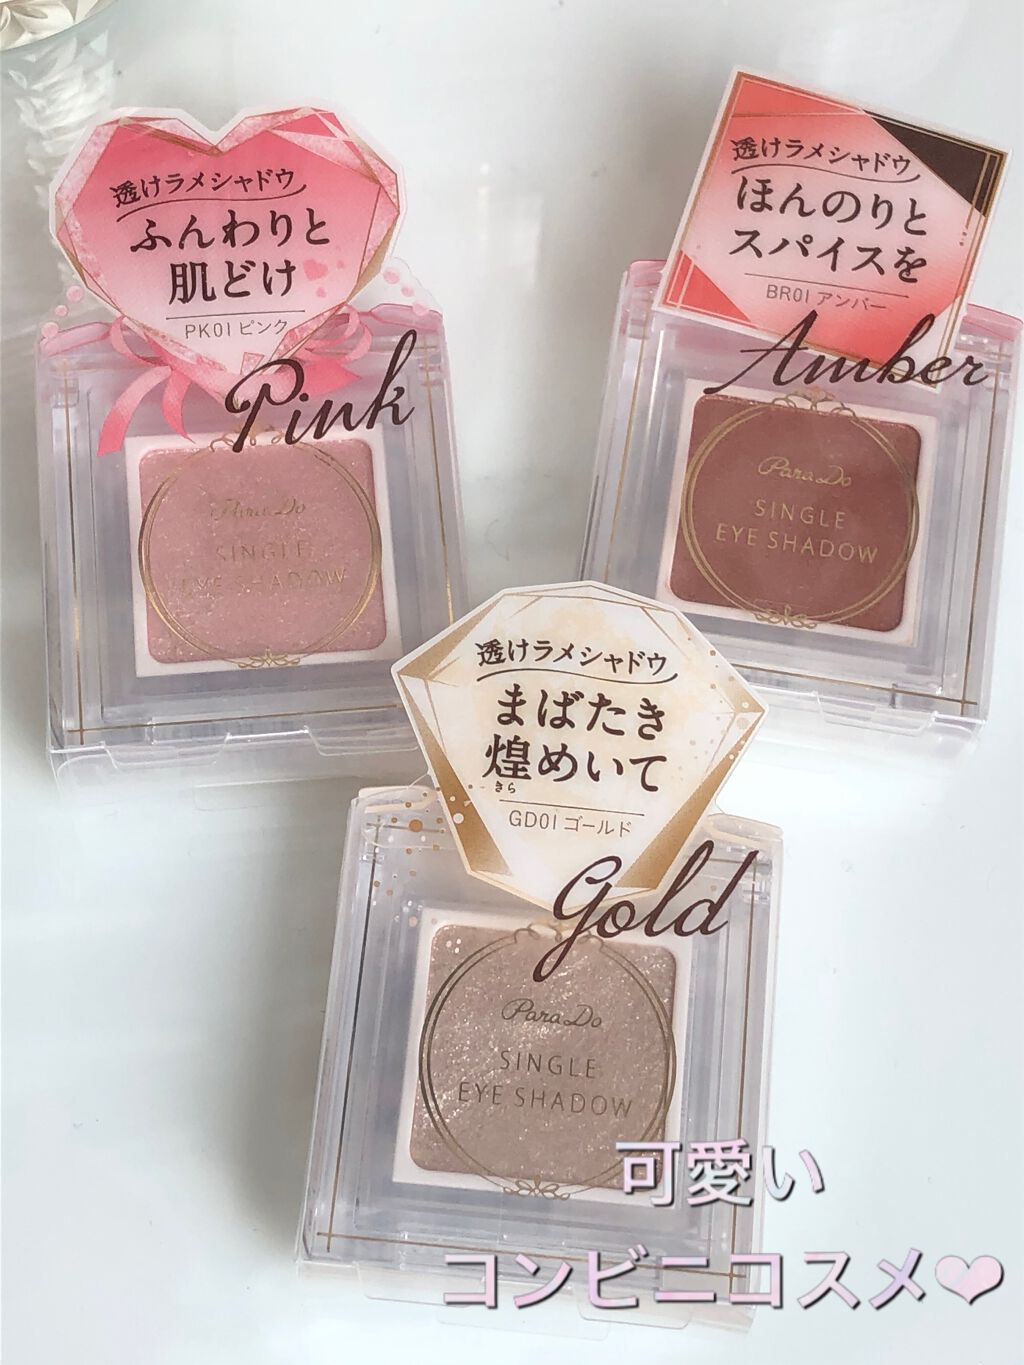 透けラメシャドウ
ふんわりと
肌どけ
PK01 ピンク
Pink
ParaDo
SINGLE
EYE SHADOW
透けラメシャドウ
ほんのりと
スパイスを
BR01 アンバー
Amber
ParaDo
SINGLE
EYE SHADOW
透けラメシャドウ
まばたき
煌めいて
きら
GD01 ゴールド
Gold
ParaDo
SINGLE
EYE SHADOW
可愛い
コンビニコスメ❤